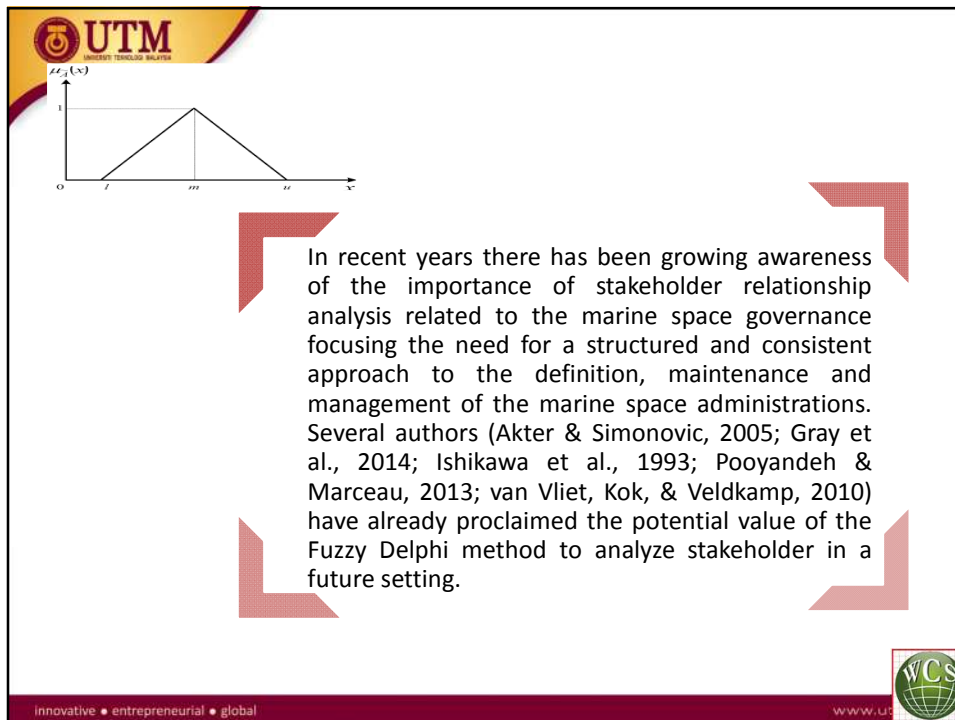 UTM
UNIVERSITI TEKNOLOGI MALAYSIA
μÃ(x)
1
0 l m u x
In recent years there has been growing awareness
of the importance of stakeholder relationship
analysis related to the marine space governance
focusing the need for a structured and consistent
approach to the definition, maintenance and
management of the marine space administrations.
Several authors (Akter & Simonovic, 2005; Gray et
al., 2014; Ishikawa et al., 1993; Pooyandeh &
Marceau, 2013; van Vliet, Kok, & Veldkamp, 2010)
have already proclaimed the potential value of the
Fuzzy Delphi method to analyze stakeholder in a
future setting.
innovative ● entrepreneurial ● global
www.ut
WCS